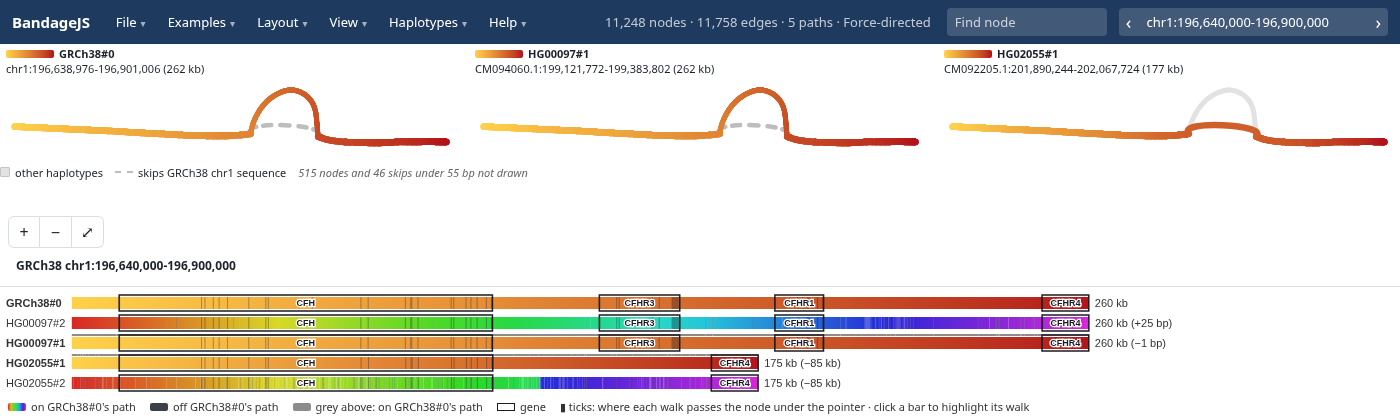 BandageJS File ▾ Examples ▾ Layout ▾ View ▾ Haplotypes ▾ Help ▾ 11,248 nodes · 11,758 edges · 5 paths · Force-directed Find node ‹ chr1:196,640,000-196,900,000 ›
GRCh38#0
chr1:196,638,976-196,901,006 (262 kb)
HG00097#1
CM094060.1:199,121,772-199,383,802 (262 kb)
HG02055#1
CM092205.1:201,890,244-202,067,724 (177 kb)
other haplotypes skips GRCh38 chr1 sequence 515 nodes and 46 skips under 55 bp not drawn
+ − ⤢
GRCh38 chr1:196,640,000-196,900,000
GRCh38#0 CFH CFHR3 CFHR1 CFHR4 260 kb
HG00097#2 CFH CFHR3 CFHR1 CFHR4 260 kb (+25 bp)
HG00097#1 CFH CFHR3 CFHR1 CFHR4 260 kb (−1 bp)
HG02055#1 CFH CFHR4 175 kb (−85 kb)
HG02055#2 CFH CFHR4 175 kb (−85 kb)
on GRCh38#0's path off GRCh38#0's path grey above: on GRCh38#0's path gene ticks: where each walk passes the node under the pointer · click a bar to highlight its walk